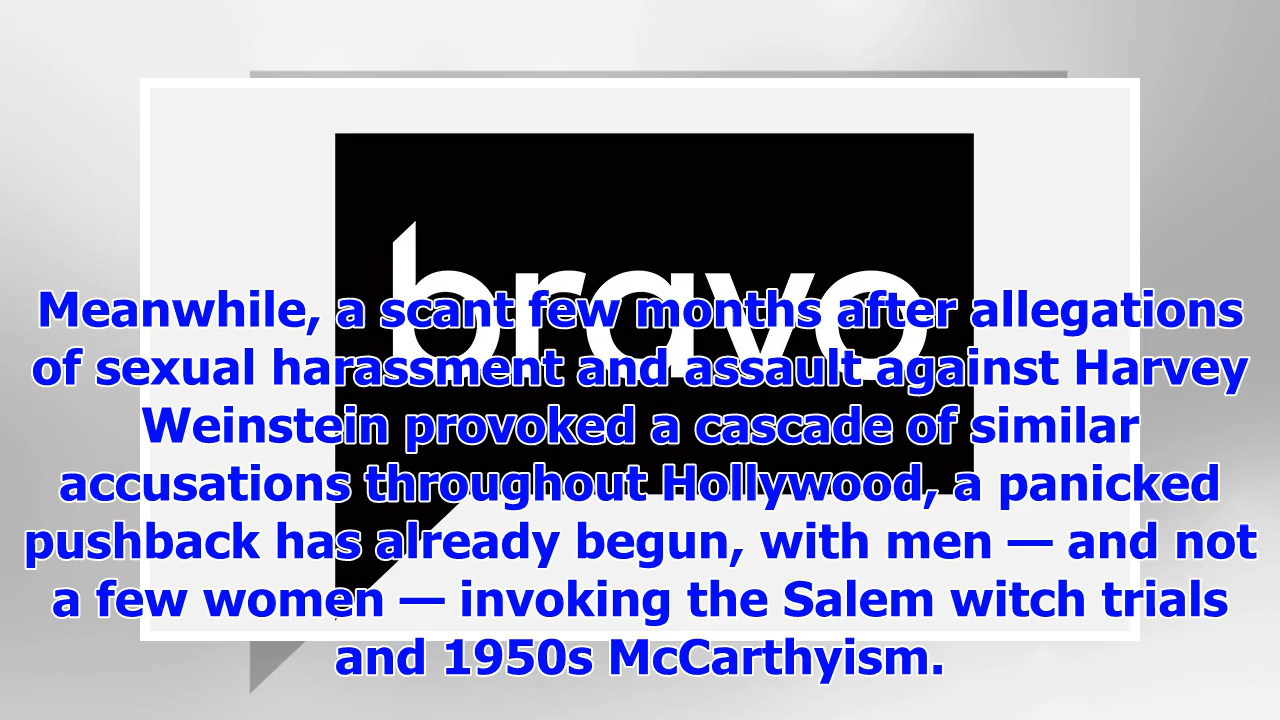 bravo
Meanwhile, a scant few months after allegations
of sexual harassment and assault against Harvey
Weinstein provoked a cascade of similar
accusations throughout Hollywood, a panicked
pushback has already begun, with men — and not
a few women — invoking the Salem witch trials
and 1950s McCarthyism.